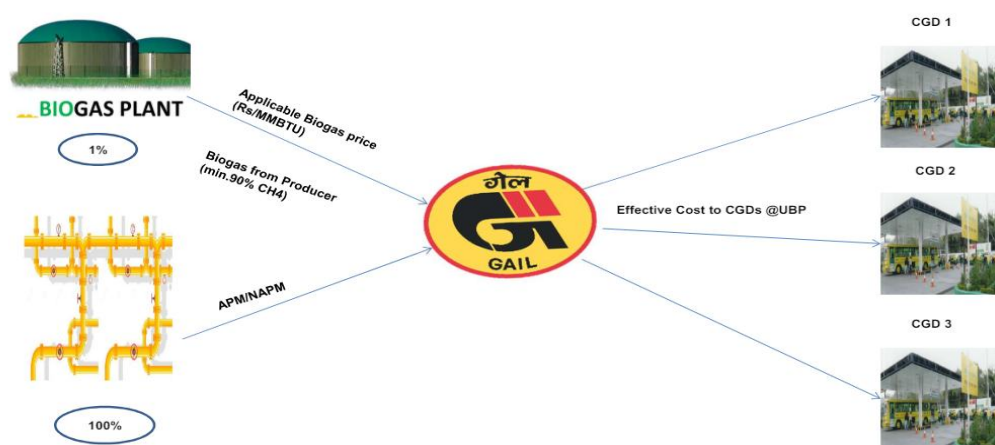 BIOGAS PLANT
1%
Applicable Biogas price
(Rs/MMBTU)
Biogas from Producer
(min.90% CH4)
APM/NAPM
100%
गेल
GAIL
Effective Cost to CGDs @UBP
CGD 1
CGD 2
CGD 3